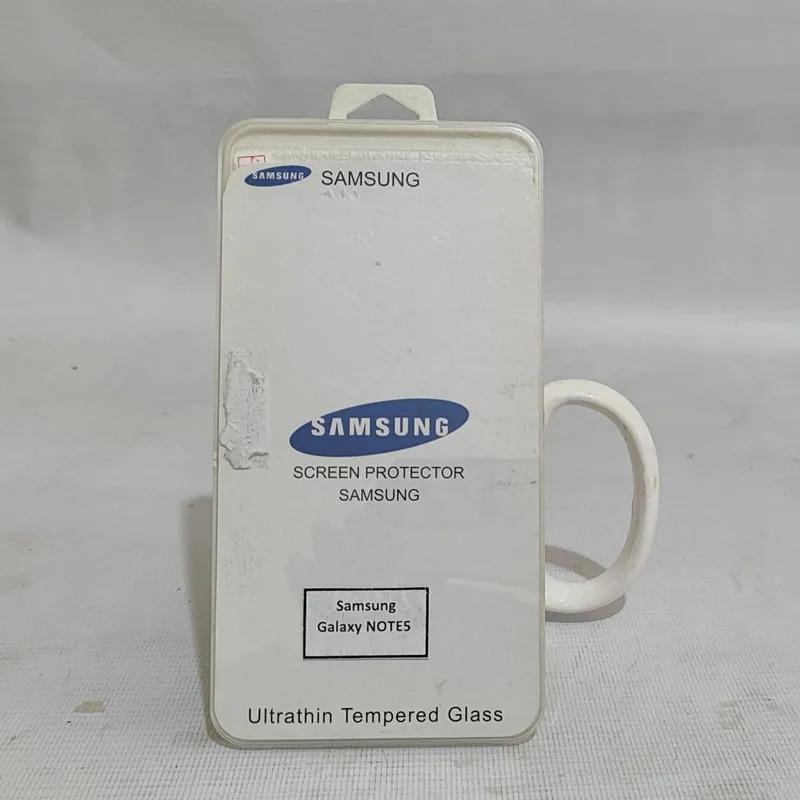 SAMSUNG SAMSUNG
SAMSUNG
SCREEN PROTECTOR
SAMSUNG
Samsung
Galaxy NOTE5
Ultrathin Tempered Glass